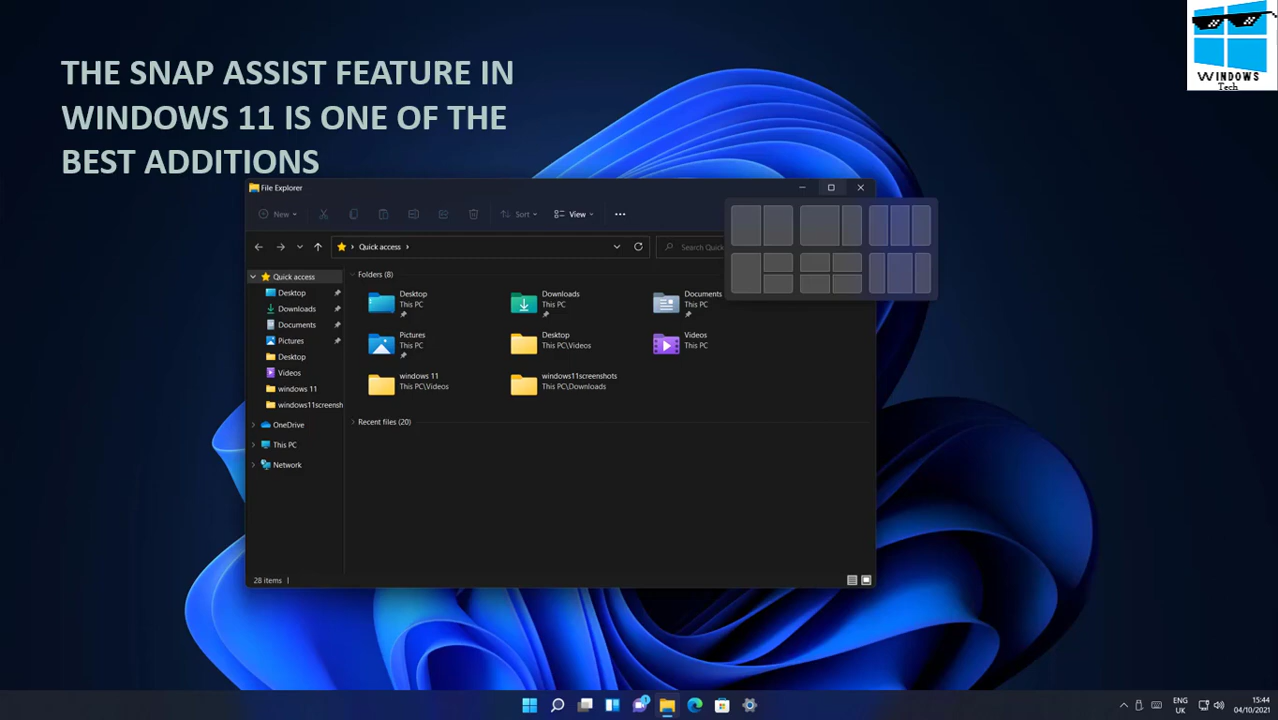 THE SNAP ASSIST FEATURE IN
WINDOWS 11 IS ONE OF THE
BEST ADDITIONS
WINDOWS
Tech
File Explorer
New
Sort
View
Quick access
Search Quick
Quick access
Desktop
Downloads
Documents
Pictures
Desktop
Videos
windows 11
windows11screensh
OneDrive
This PC
Network
Folders (8)
Desktop
This PC
Downloads
This PC
Documents
This PC
Pictures
This PC
Desktop
This PC\Videos
Videos
This PC
windows 11
This PC\Videos
windows11screenshots
This PC\Downloads
Recent files (20)
28 items
1
ENG
UK
15:44
04/10/2021